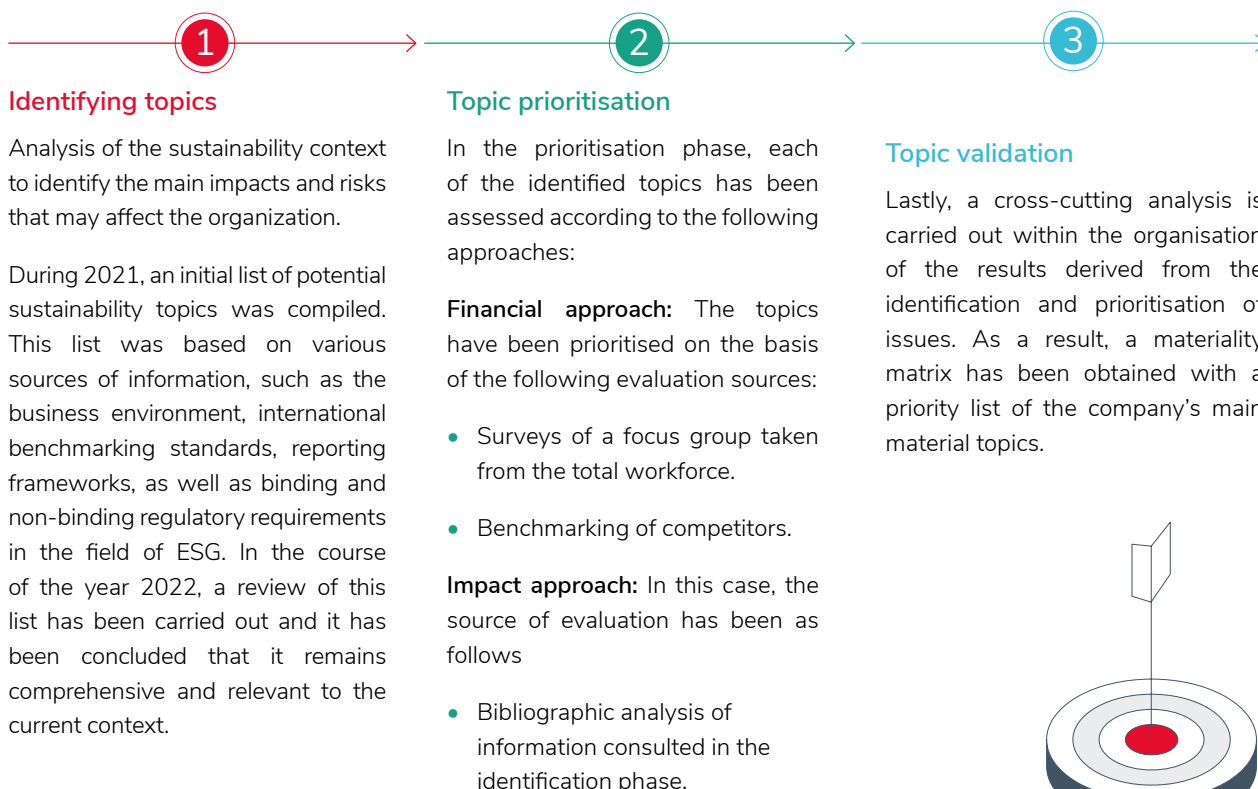 1
Identifying topics
Analysis of the sustainability context
to identify the main impacts and risks
that may affect the organization.
During 2021, an initial list of potential
sustainability topics was compiled.
This list was based on various
sources of information, such as the
business environment, international
benchmarking standards, reporting
frameworks, as well as binding and
non-binding regulatory requirements
in the field of ESG. In the course
of the year 2022, a review of this
list has been carried out and it has
been concluded that it remains
comprehensive and relevant to the
current context.
2
Topic prioritisation
In the prioritisation phase, each
of the identified topics has been
assessed according to the following
approaches:
Financial approach: The topics
have been prioritised on the basis
of the following evaluation sources:
• Surveys of a focus group taken
from the total workforce.
• Benchmarking of competitors.
Impact approach: In this case, the
source of evaluation has been as
follows
• Bibliographic analysis of
information consulted in the
identification phase.
3
Topic validation
Lastly, a cross-cutting analysis is
carried out within the organisation
of the results derived from the
identification and prioritisation of
issues. As a result, a materiality
matrix has been obtained with a
priority list of the company's main
material topics.